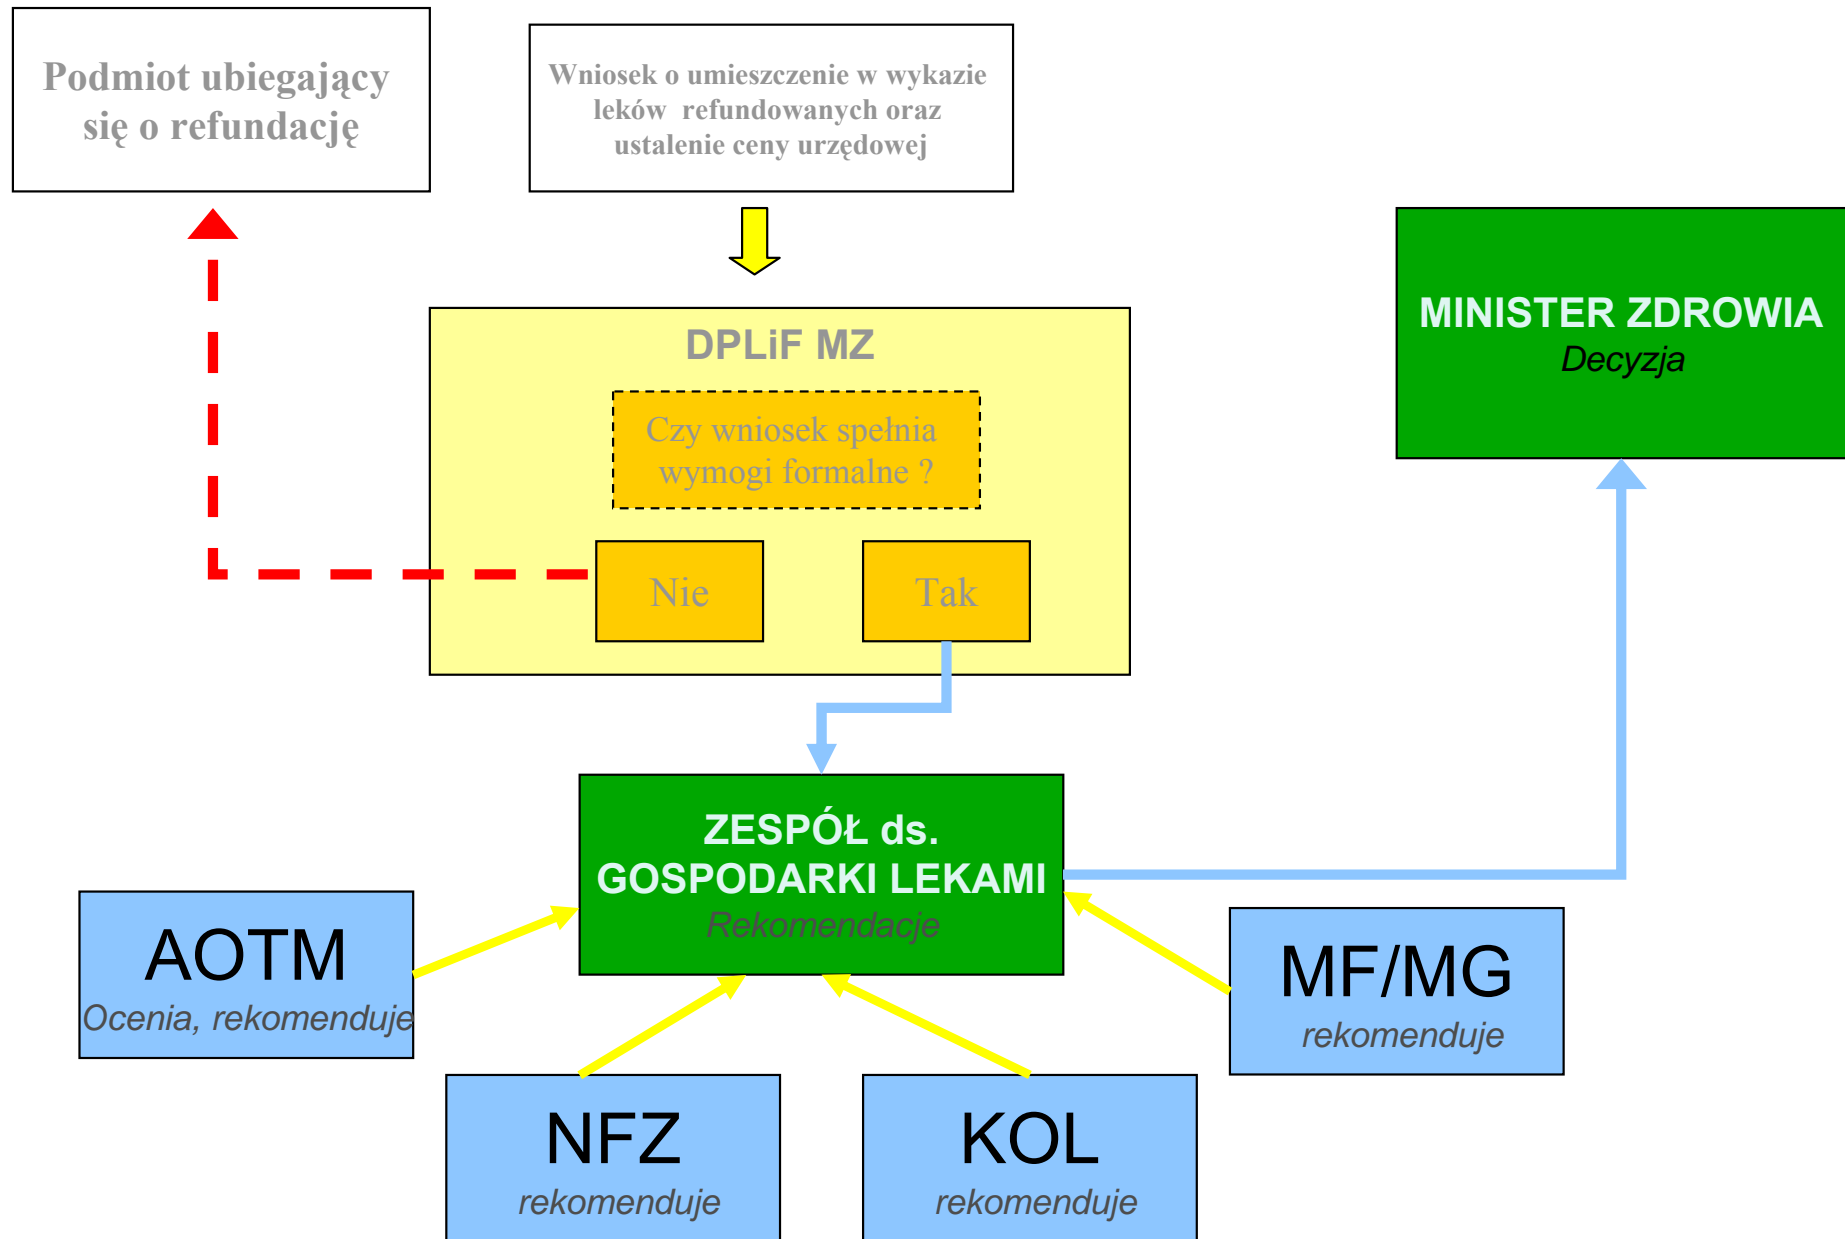 Podmiot ubiegający
się o refundację
Wniosek o umieszczenie w wykazie
leków refundowanych oraz
ustalenie ceny urzędowej
MINISTER ZDROWIA
Decyzja
DPLiF MZ
Czy wniosek spełnia
wymogi formalne ?
Nie
Tak
ZESPÓŁ ds.
GOSPODARKI LEKAMI
Rekomendacje
AOTM
Ocenia, rekomenduje
MF/MG
rekomenduje
NFZ
rekomenduje
KOL
rekomenduje